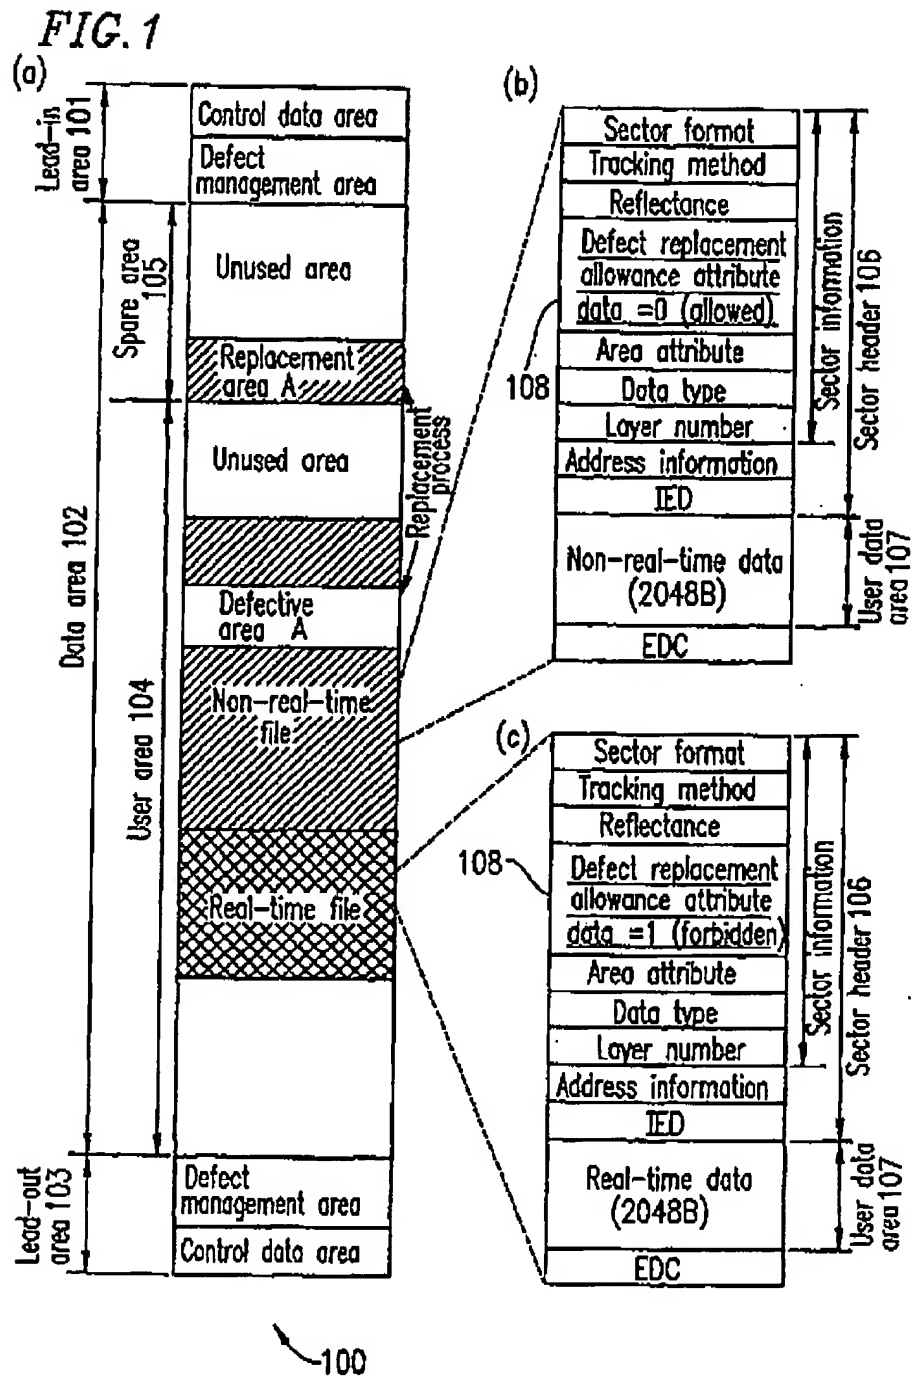 FIG. 1
(a)
Lead-in
area 101
Control data area
Defect
management area
Data area 102
Spare area
105
Unused area
Replacement
area A
User area 104
Unused area
Replacement
process
Defective
area A
Non-real-time
file
Real-time file
Lead-out
area 103
Defect
management area
Control data area
100
(b)
Sector format
Tracking method
Reflectance
Defect replacement
allowance attribute
data =0 (allowed)
108
Area attribute
Data type
Layer number
Address information
IED
Non-real-time data
(2048B)
EDC
Sector information
Sector header 106
User data
area 107
(c)
Sector format
Tracking method
Reflectance
108
Defect replacement
allowance attribute
data =1 (forbidden)
Area attribute
Data type
Layer number
Address information
IED
Real-time data
(2048B)
EDC
Sector information
Sector header 106
User data
area 107